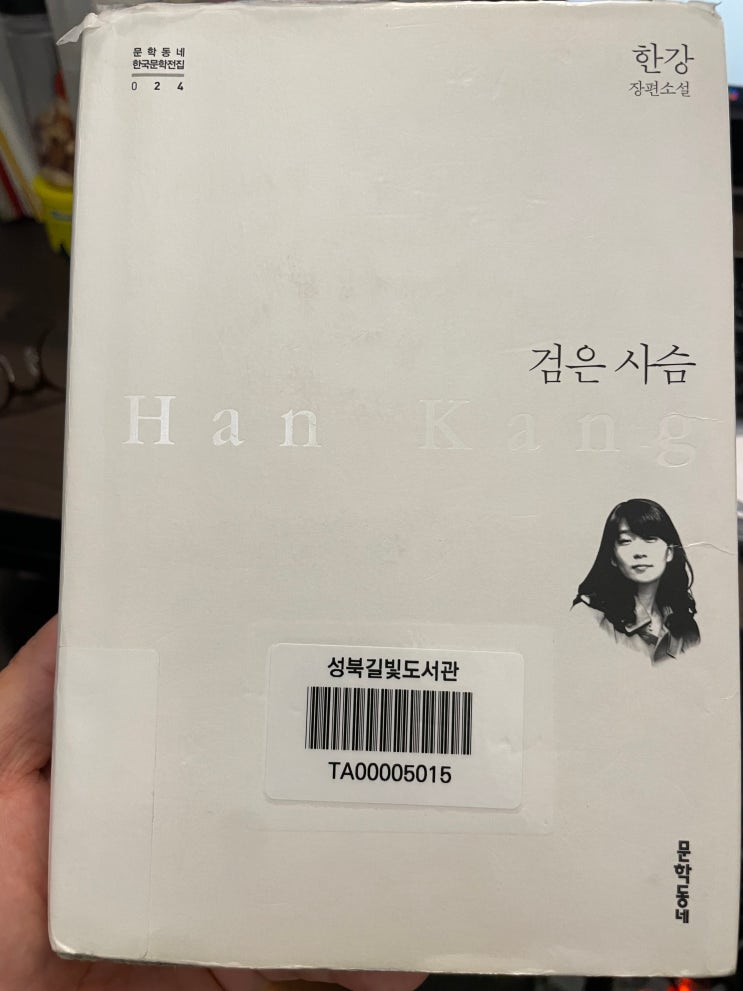 문학동네
한국문학전집
0 2 4
한강
장편소설
검은 사슴
Han Kang
성북길빛도서관
TA00005015
문학동네